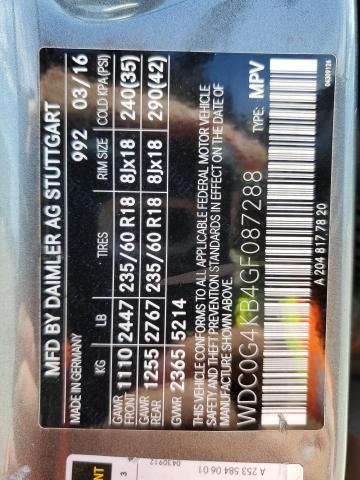 MFD BY DAIMLER AG STUTTGART
MADE IN GERMANY 992 03/16
KG LB TIRES RIM SIZE COLD KPA(PSI)
GAWR FRONT 1110 2447 235/60 R18 8Jx18 240(35)
GAWR REAR 1255 2767 235/60 R18 8Jx18 290(42)
GVWR 2365 5214
VEHICLE CONFORMS TO ALL APPLICABLE FEDERAL MOTOR VEHICLE
SAFETY AND THEFT PREVENTION STANDARDS IN EFFECT ON THE DATE OF
MANUFACTURE SHOWN ABOVE.
WDC0G4KB4GF087288 TYPE: MPV
A 204 817 78 20
06209126
A 253 584 06 01
0430912
3